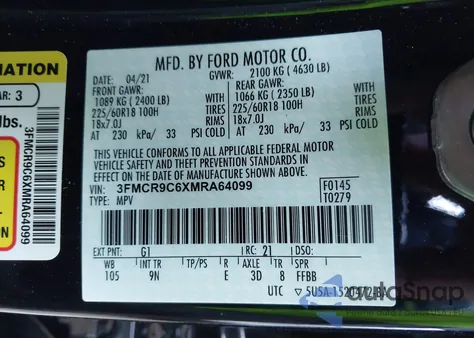 MATION
AR: 3
lbs.
3FMCR9C6XMRA64099
MFD. BY FORD MOTOR CO.
DATE: 04/21 GVWR: 2100 KG ( 4630 LB)
FRONT GAWR: REAR GAWR:
1089 KG ( 2400 LB) WITH 1066 KG ( 2350 LB) WITH
225/60R18 100H TIRES 225/60R18 100H TIRES
18x7.0J RIMS 18x7.0J RIMS
AT 230 kPa/ 33 PSI COLD AT 230 kPa/ 33 PSI COLD
THIS VEHICLE CONFORMS TO ALL APPLICABLE FEDERAL MOTOR
VEHICLE SAFETY AND THEFT PREVENTION STANDARDS IN EFFECT
ON THE DATE OF MANUFACTURE SHOWN ABOVE.
VIN: 3FMCR9C6XMRA64099 F0145
TYPE: MPV T0279
EXT PNT: G1 RC: 21 DSO:
WB INT TR TP/PS R AXLE TR SPR
105 9N E 3D 8 FFBB
UTC
autoSnap